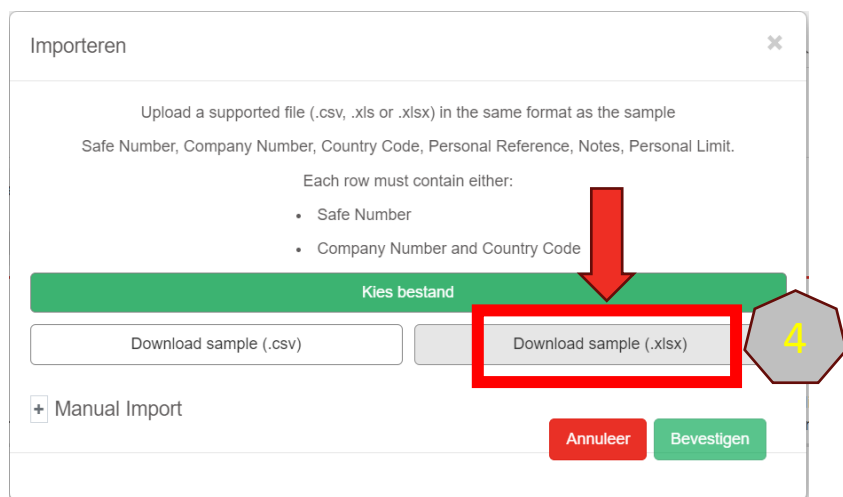 Importeren
Upload a supported file (.csv, .xls or .xlsx) in the same format as the sample
Safe Number, Company Number, Country Code, Personal Reference, Notes, Personal Limit.
Each row must contain either:
• Safe Number
• Company Number and Country Code
Kies bestand
Download sample (.csv)
Download sample (.xlsx)
4
+ Manual Import
Annuleer
Bevestigen